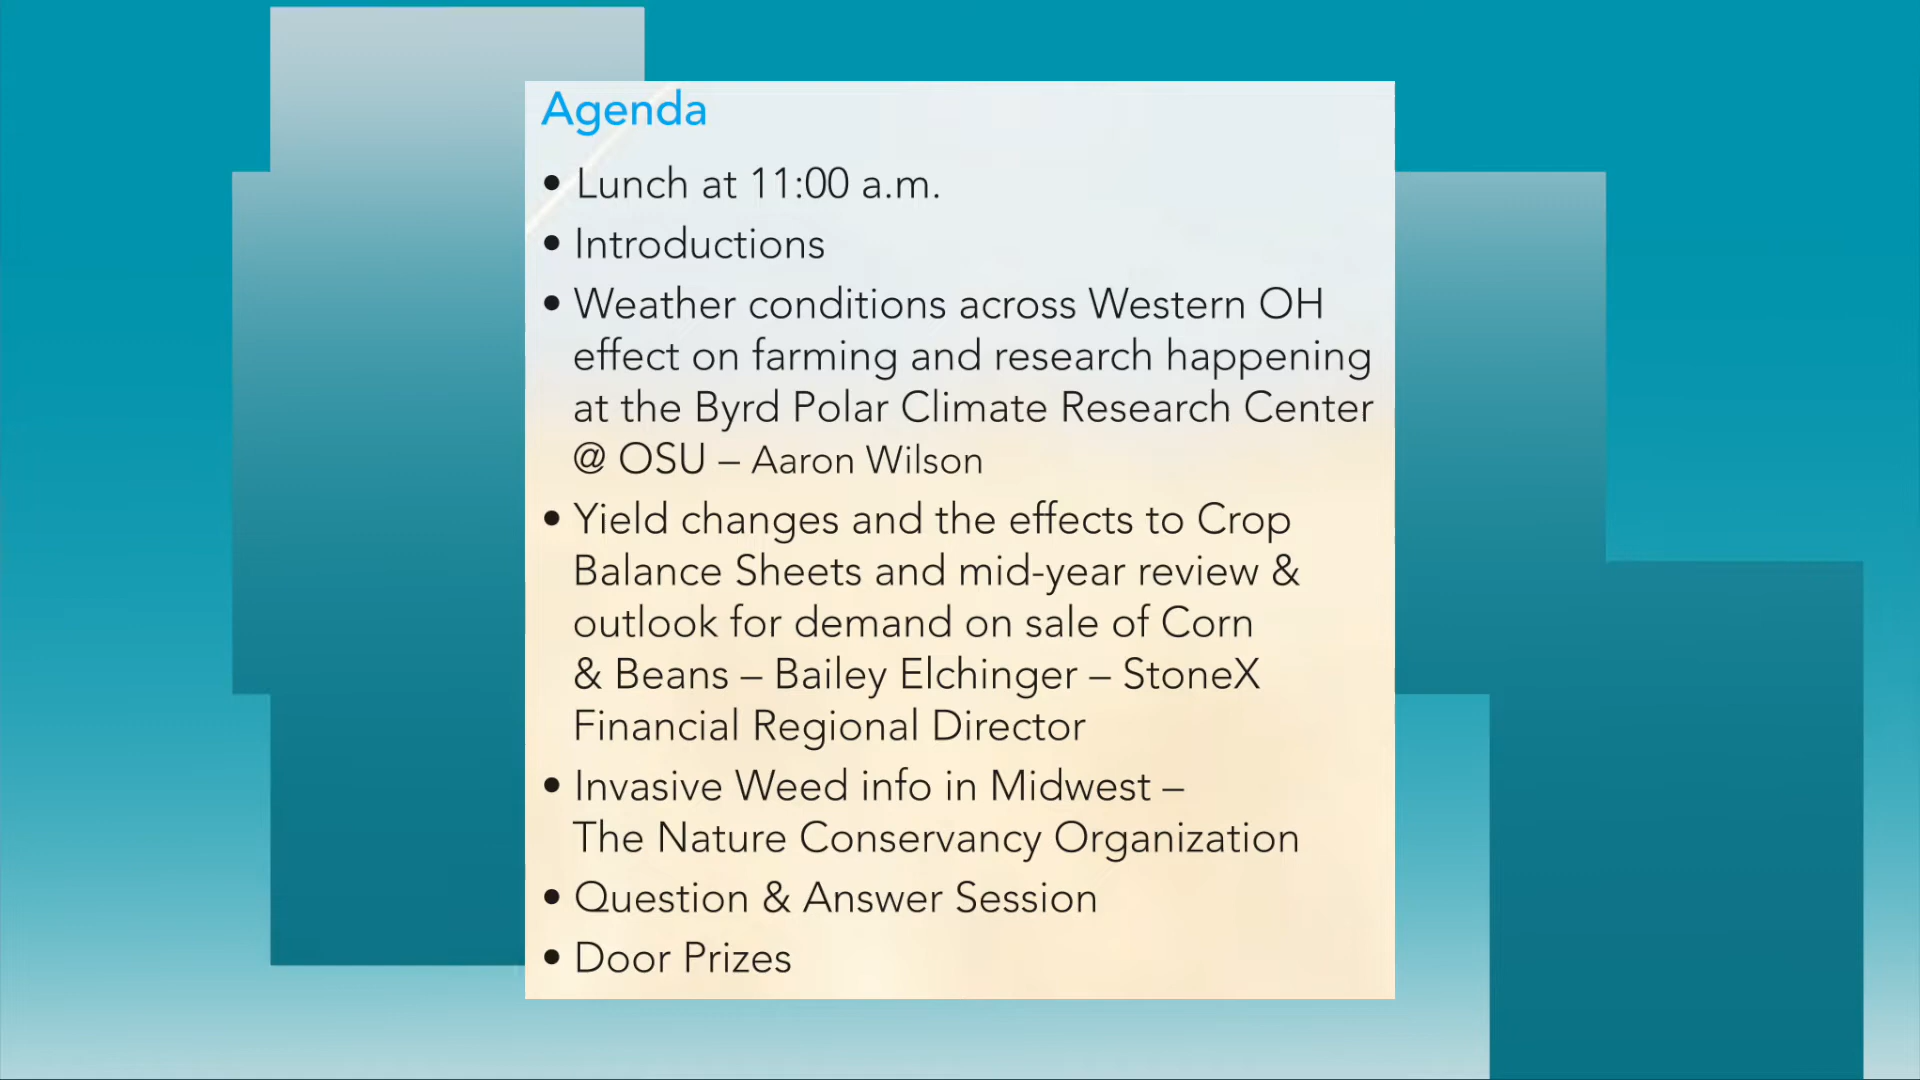 Agenda
• Lunch at 11:00 a.m.
• Introductions
• Weather conditions across Western OH
effect on farming and research happening
at the Byrd Polar Climate Research Center
@ OSU – Aaron Wilson
• Yield changes and the effects to Crop
Balance Sheets and mid-year review &
outlook for demand on sale of Corn
& Beans – Bailey Elchinger – StoneX
Financial Regional Director
• Invasive Weed info in Midwest –
The Nature Conservancy Organization
• Question & Answer Session
• Door Prizes